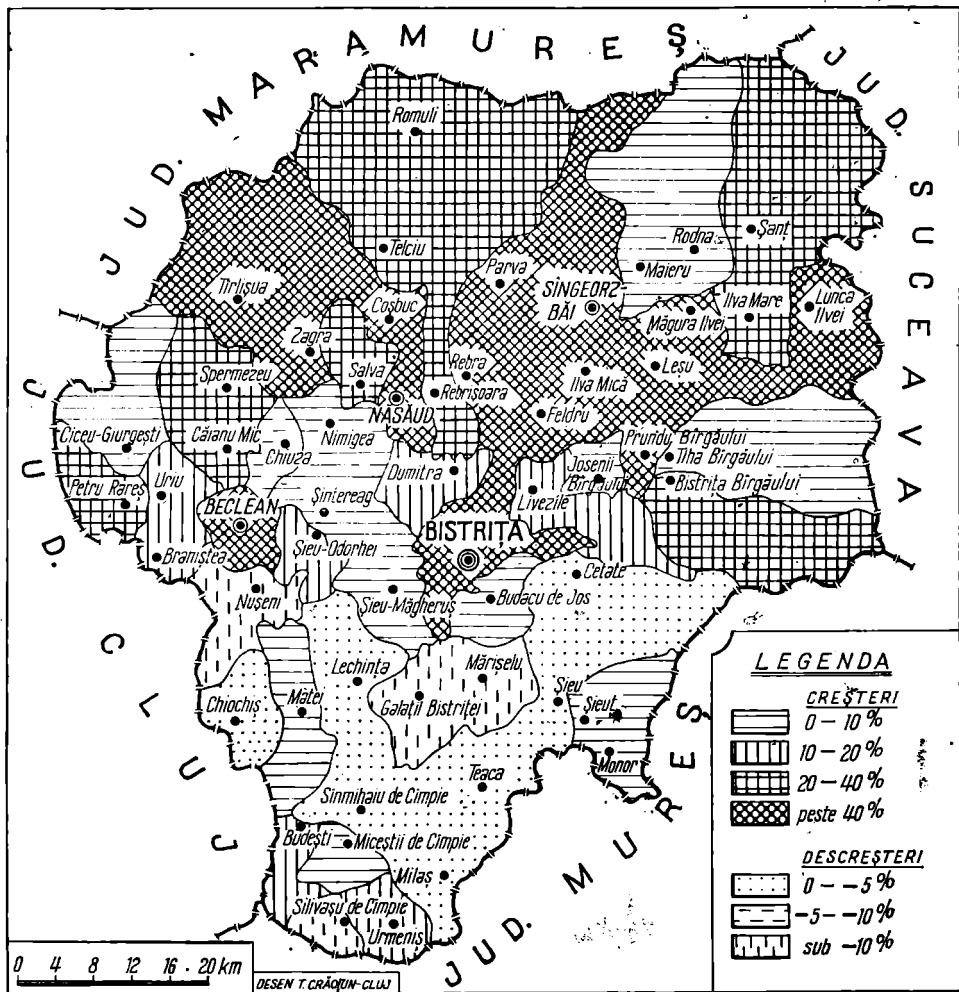 JUD. MARAMUREŞ
JUD. SUCEAVA
JUD. CLUJ
JUD. MUREŞ
Romuli
Telciu
Parva
Şanţ
Rodna
Maieru
SÎNGEORZ-
BĂI
Coşbuc
Tîrlişua
Zagra
Măgura Ilvei
Ilva Mare
Lunca
Ilvei
Spermezeu
Salva
Rebra
Rebrişoara
Ilva Mică
Leşu
NĂSĂUD
Feldru
Nimigea
Ciceu-Giurgeşti
Căianu Mic
Chiuza
Dumitra
Prundu Bîrgăului
Tiha Bîrgăului
Josenii
Bîrgăului
Bistriţa Bîrgăului
Petru Rareş
Uriu
Livezile
BECLEAN
Şintereag
BISTRIŢA
Şieu-Odorhei
Braniştea
Cetate
Nuşeni
Şieu-Măgheruş
Budacu de Jos
Lechinţa
Mărişelu
Galaţii Bistriţei
Chiochiş
Matei
Şieu
Şieuţ
Monor
Teaca
Sînmihaiu de Cîmpie
Budeşti
Miceştii de Cîmpie
Milaş
Silivaşu de Cîmpie
Urmeniş
LEGENDA
CREŞTERI
0 – 10 %
10 – 20 %
20 – 40 %
peste 40 %
DESCREŞTERI
0 – -5 %
-5 – -10 %
sub -10 %
0 4 8 12 16 20 km
DESEN T. CRĂCIUN-CLUJ